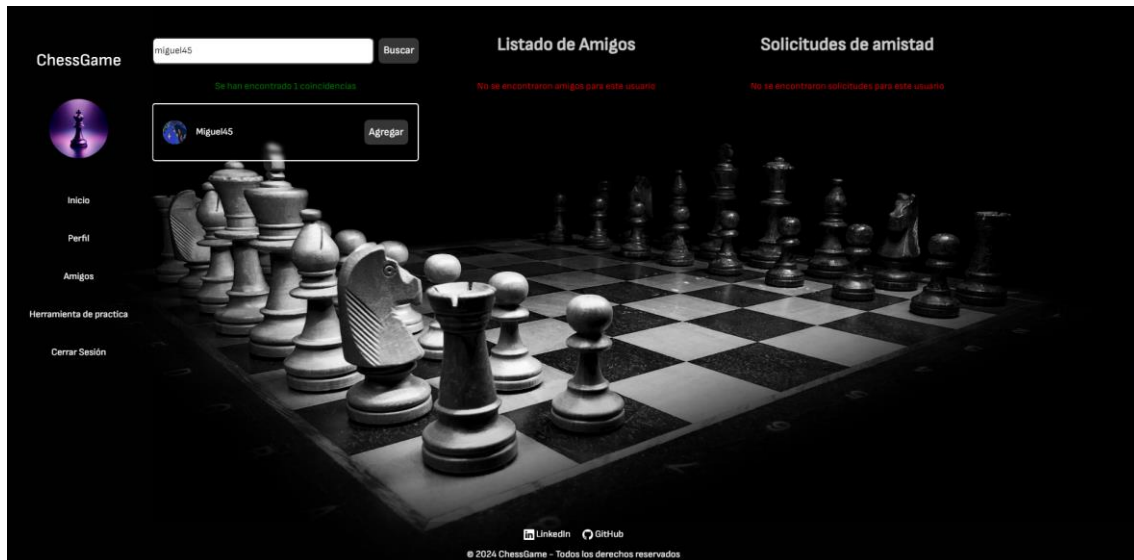 ChessGame
Inicio
Perfil
Amigos
Herramienta de practica
Cerrar Sesión
miguel45
Buscar
Se han encontrado 1 coincidencias
Miguel45
Agregar
Listado de Amigos
No se encontraron amigos para este usuario
Solicitudes de amistad
No se encontraron solicitudes para este usuario
LinkedIn
GitHub
© 2024 ChessGame - Todos los derechos reservados